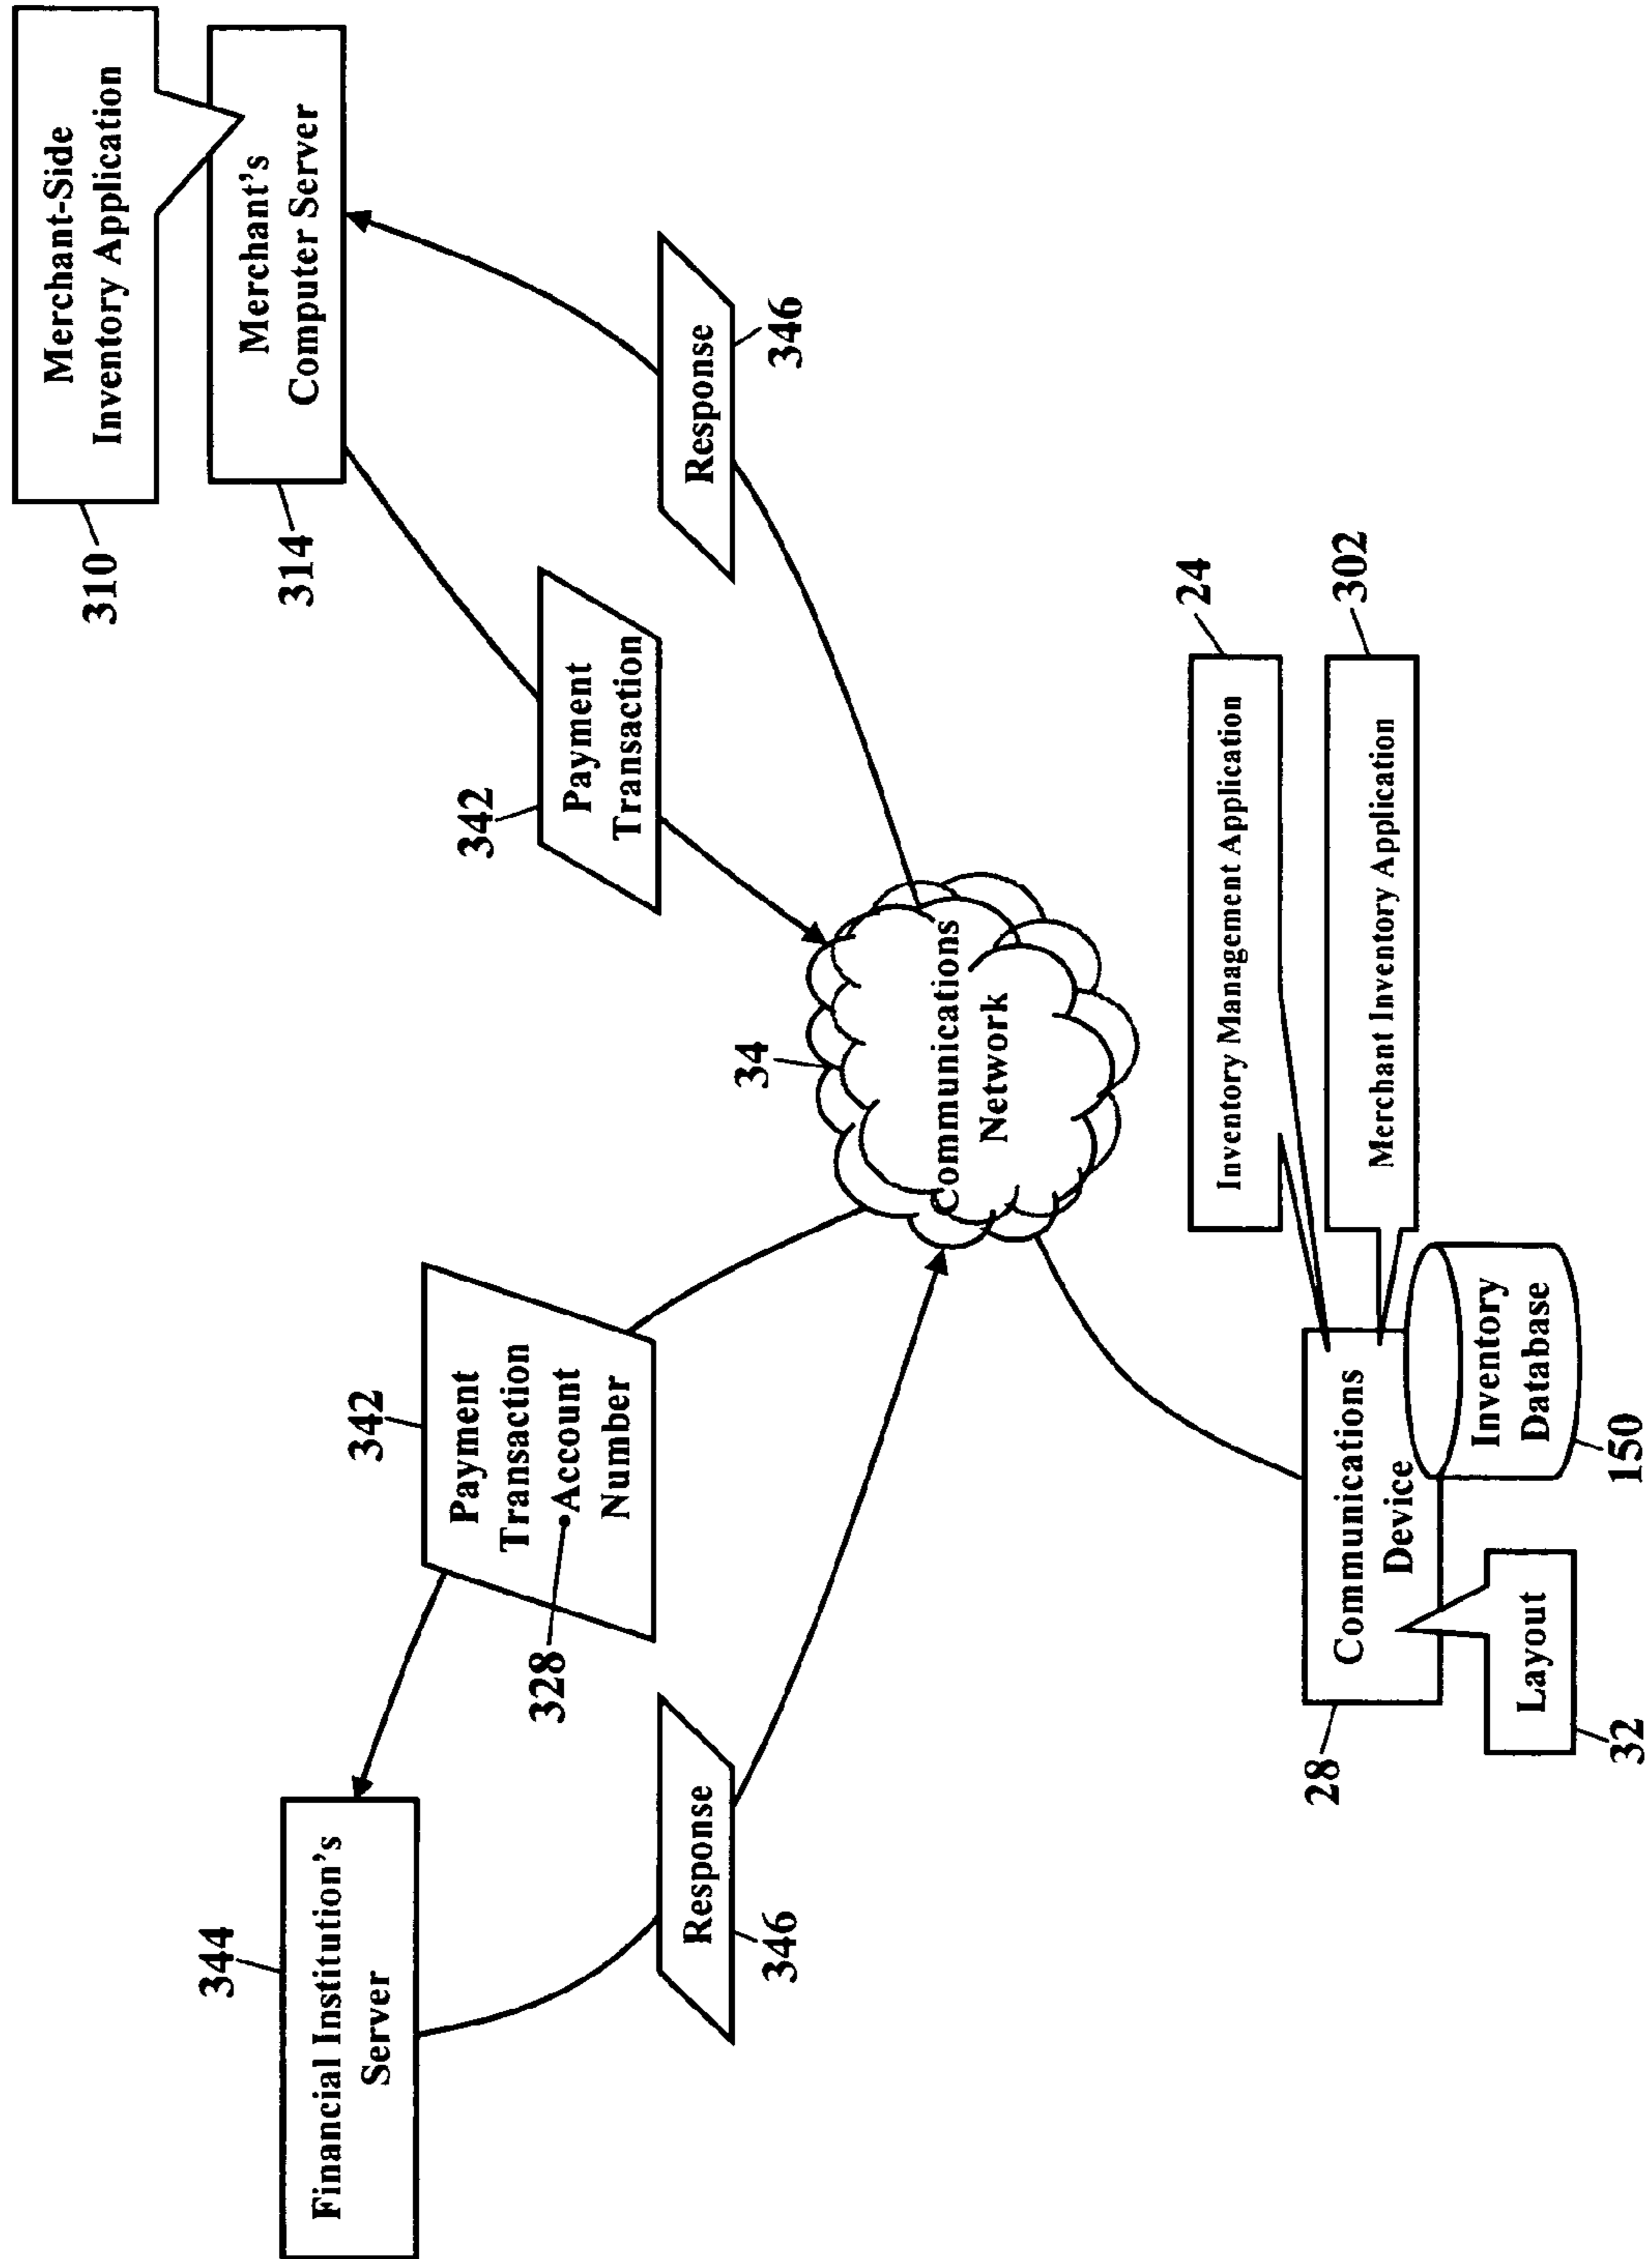 Merchant-Side
Inventory Application
310
344
Financial Institution's
Server
Merchant's
Computer Server
314
342
Payment
Transaction
Account
Number
328
342
Payment
Transaction
Response
346
Response
346
34
Communications
Network
24
Inventory Management Application
302
Merchant Inventory Application
28
Communications
Device
Inventory
Database
150
Layout
32